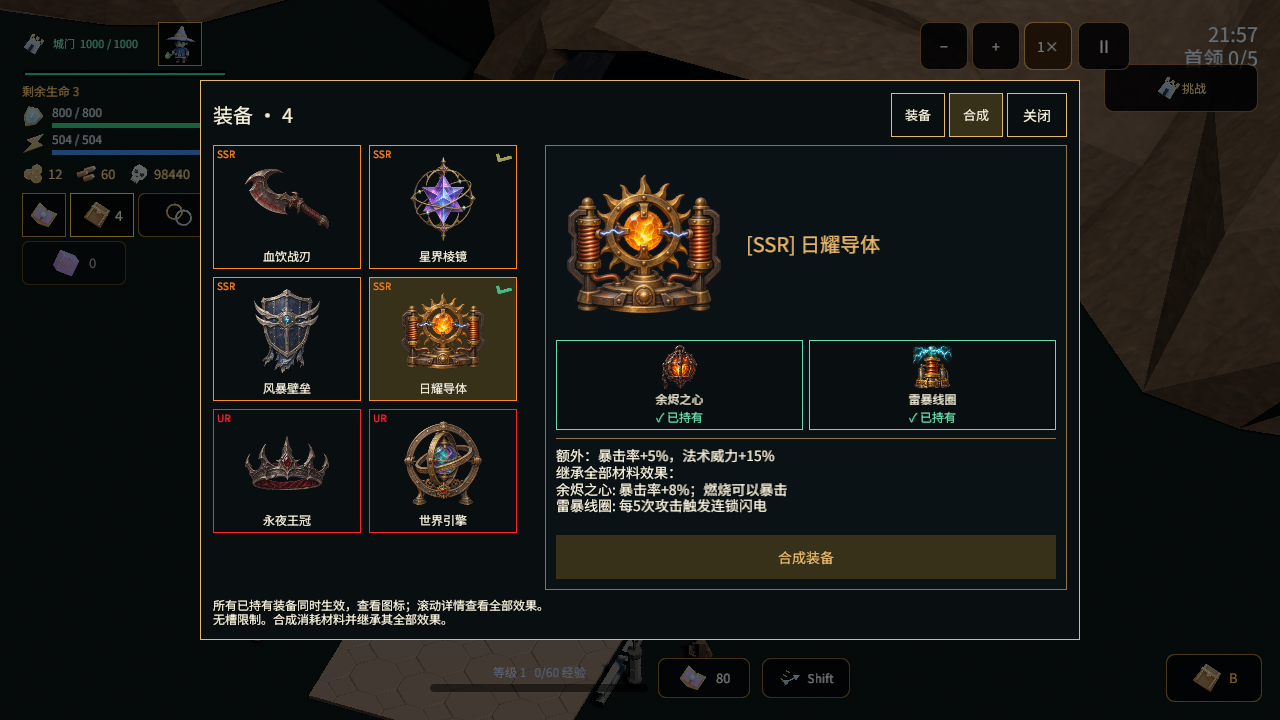 城门 1000 / 1000
剩余生命 3
800 / 800
504 / 504
12 60 98440
4
0
−
+
1×
21:57
首领 0/5
挑战
装备 · 4
装备
合成
关闭
SSR
血饮战刃
SSR
星界棱镜
SSR
风暴壁垒
SSR
日耀导体
UR
永夜王冠
UR
世界引擎
[SSR] 日耀导体
余烬之心
✓已持有
雷暴线圈
✓已持有
额外：暴击率+5%，法术威力+15%
继承全部材料效果：
余烬之心: 暴击率+8%；燃烧可以暴击
雷暴线圈: 每5次攻击触发连锁闪电
合成装备
所有已持有装备同时生效，查看图标；滚动详情查看全部效果。
无槽限制。合成消耗材料并继承其全部效果。
等级 1 0/60 经验
80
Shift
B